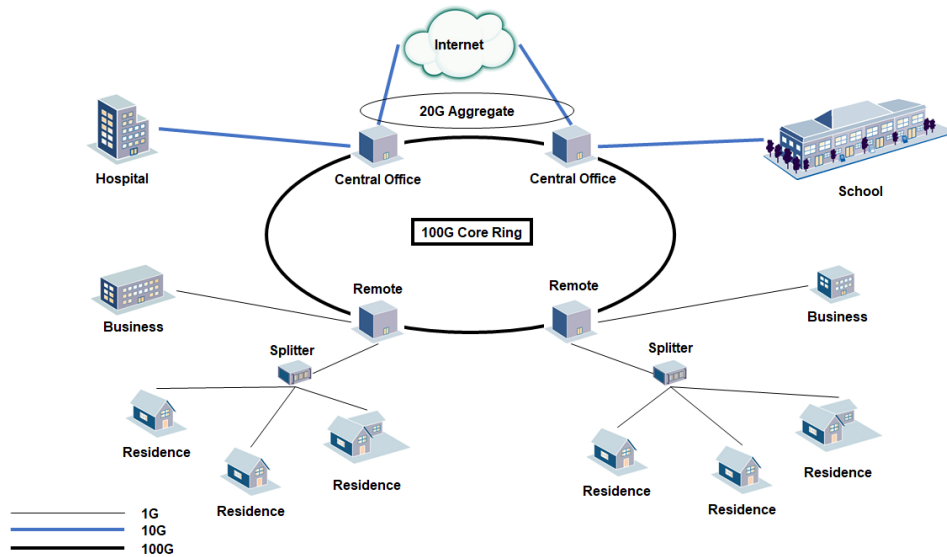 Internet
20G Aggregate
Hospital
Central Office
Central Office
School
100G Core Ring
Remote
Remote
Business
Business
Splitter
Splitter
Residence
Residence
Residence
Residence
Residence
Residence
1G
10G
100G